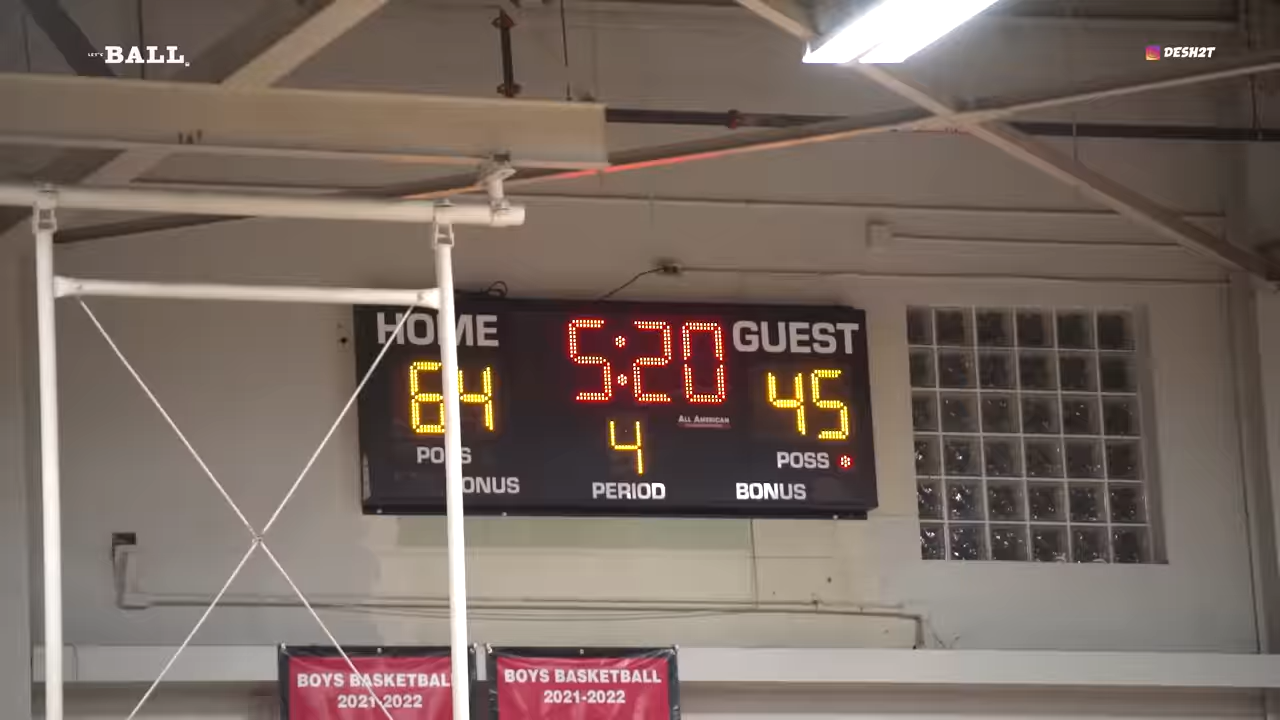 LET'S BALL
DESH2T
HOME 5:20 GUEST
64 45
ALL AMERICAN
4
POSS POSS
BONUS PERIOD BONUS
BOYS BASKETBALL
2021-2022
BOYS BASKETBALL
2021-2022